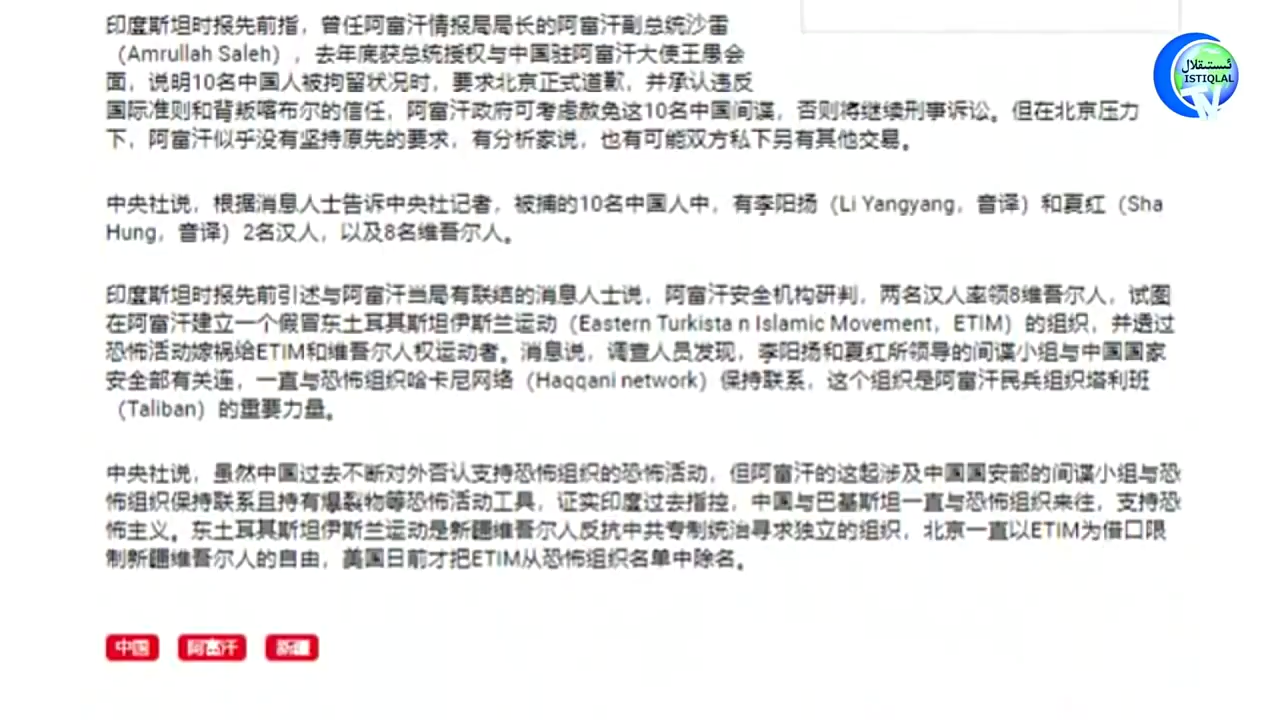 印度斯坦时报先前指，曾任阿富汗情报局局长的阿富汗副总统沙雷
（Amrullah Saleh），去年底获总统授权与中国驻阿富汗大使王愚会
面，说明10名中国人被拘留状况时，要求北京正式道歉，并承认违反
国际准则和背叛喀布尔的信任，阿富汗政府可考虑赦免这10名中国间谍，否则将继续刑事诉讼。但在北京压力
下，阿富汗似乎没有坚持原先的要求，有分析家说，也有可能双方私下另有其他交易。
中央社说，根据消息人士告诉中央社记者，被捕的10名中国人中，有李阳扬（Li Yangyang，音译）和夏红（Sha
Hung，音译）2名汉人，以及8名维吾尔人。
印度斯坦时报先前引述与阿富汗当局有联结的消息人士说，阿富汗安全机构研判，两名汉人率领8维吾尔人，试图
在阿富汗建立一个假冒东土耳其斯坦伊斯兰运动（Eastern Turkista n Islamic Movement，ETIM）的组织，并透过
恐怖活动嫁祸给ETIM和维吾尔人权运动者。消息说，调查人员发现，李阳扬和夏红所领导的间谍小组与中国国家
安全部有关连，一直与恐怖组织哈卡尼网络（Haqqani network）保持联系，这个组织是阿富汗民兵组织塔利班
（Taliban）的重要力量。
中央社说，虽然中国过去不断对外否认支持恐怖组织的恐怖活动，但阿富汗的这起涉及中国国安部的间谍小组与恐
怖组织保持联系且持有爆裂物等恐怖活动工具，证实印度过去指控，中国与巴基斯坦一直与恐怖组织来往，支持恐
怖主义。东土耳其斯坦伊斯兰运动是新疆维吾尔人反抗中共专制统治寻求独立的组织，北京一直以ETIM为借口限
制新疆维吾尔人的自由，美国日前才把ETIM从恐怖组织名单中除名。
中国 阿富汗 新疆
ئىستىقلال
ISTIQLAL
TV